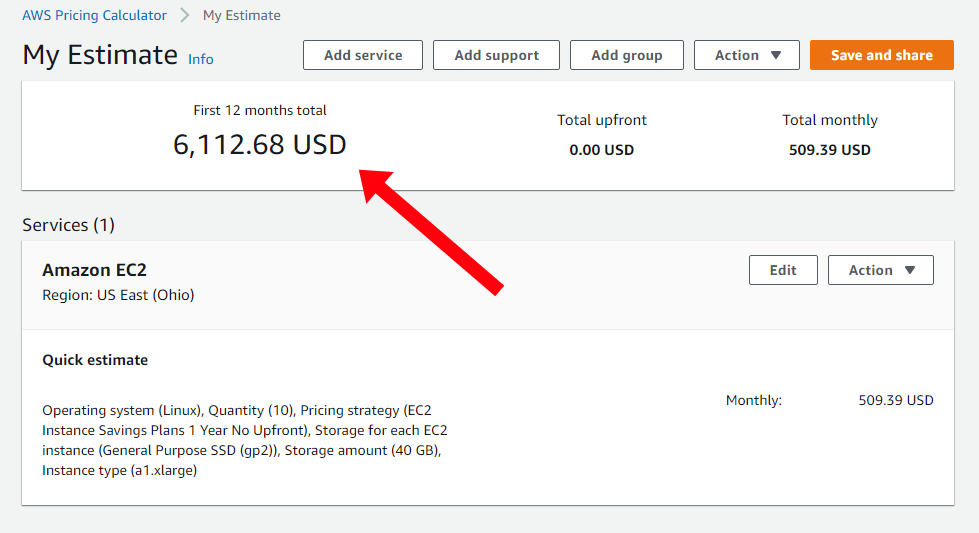 AWS Pricing Calculator > My Estimate
My Estimate Info
Add service Add support Add group Action Save and share
First 12 months total
6,112.68 USD
Total upfront
0.00 USD
Total monthly
509.39 USD
Services (1)
Amazon EC2
Region: US East (Ohio)
Edit Action
Quick estimate
Operating system (Linux), Quantity (10), Pricing strategy (EC2
Instance Savings Plans 1 Year No Upfront), Storage for each EC2
instance (General Purpose SSD (gp2)), Storage amount (40 GB),
Instance type (a1.xlarge)
Monthly: 509.39 USD